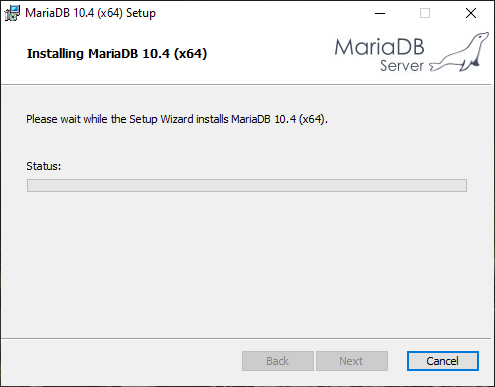 MariaDB 10.4 (x64) Setup
Installing MariaDB 10.4 (x64)
MariaDB
Server
Please wait while the Setup Wizard installs MariaDB 10.4 (x64).
Status:
Back
Next
Cancel